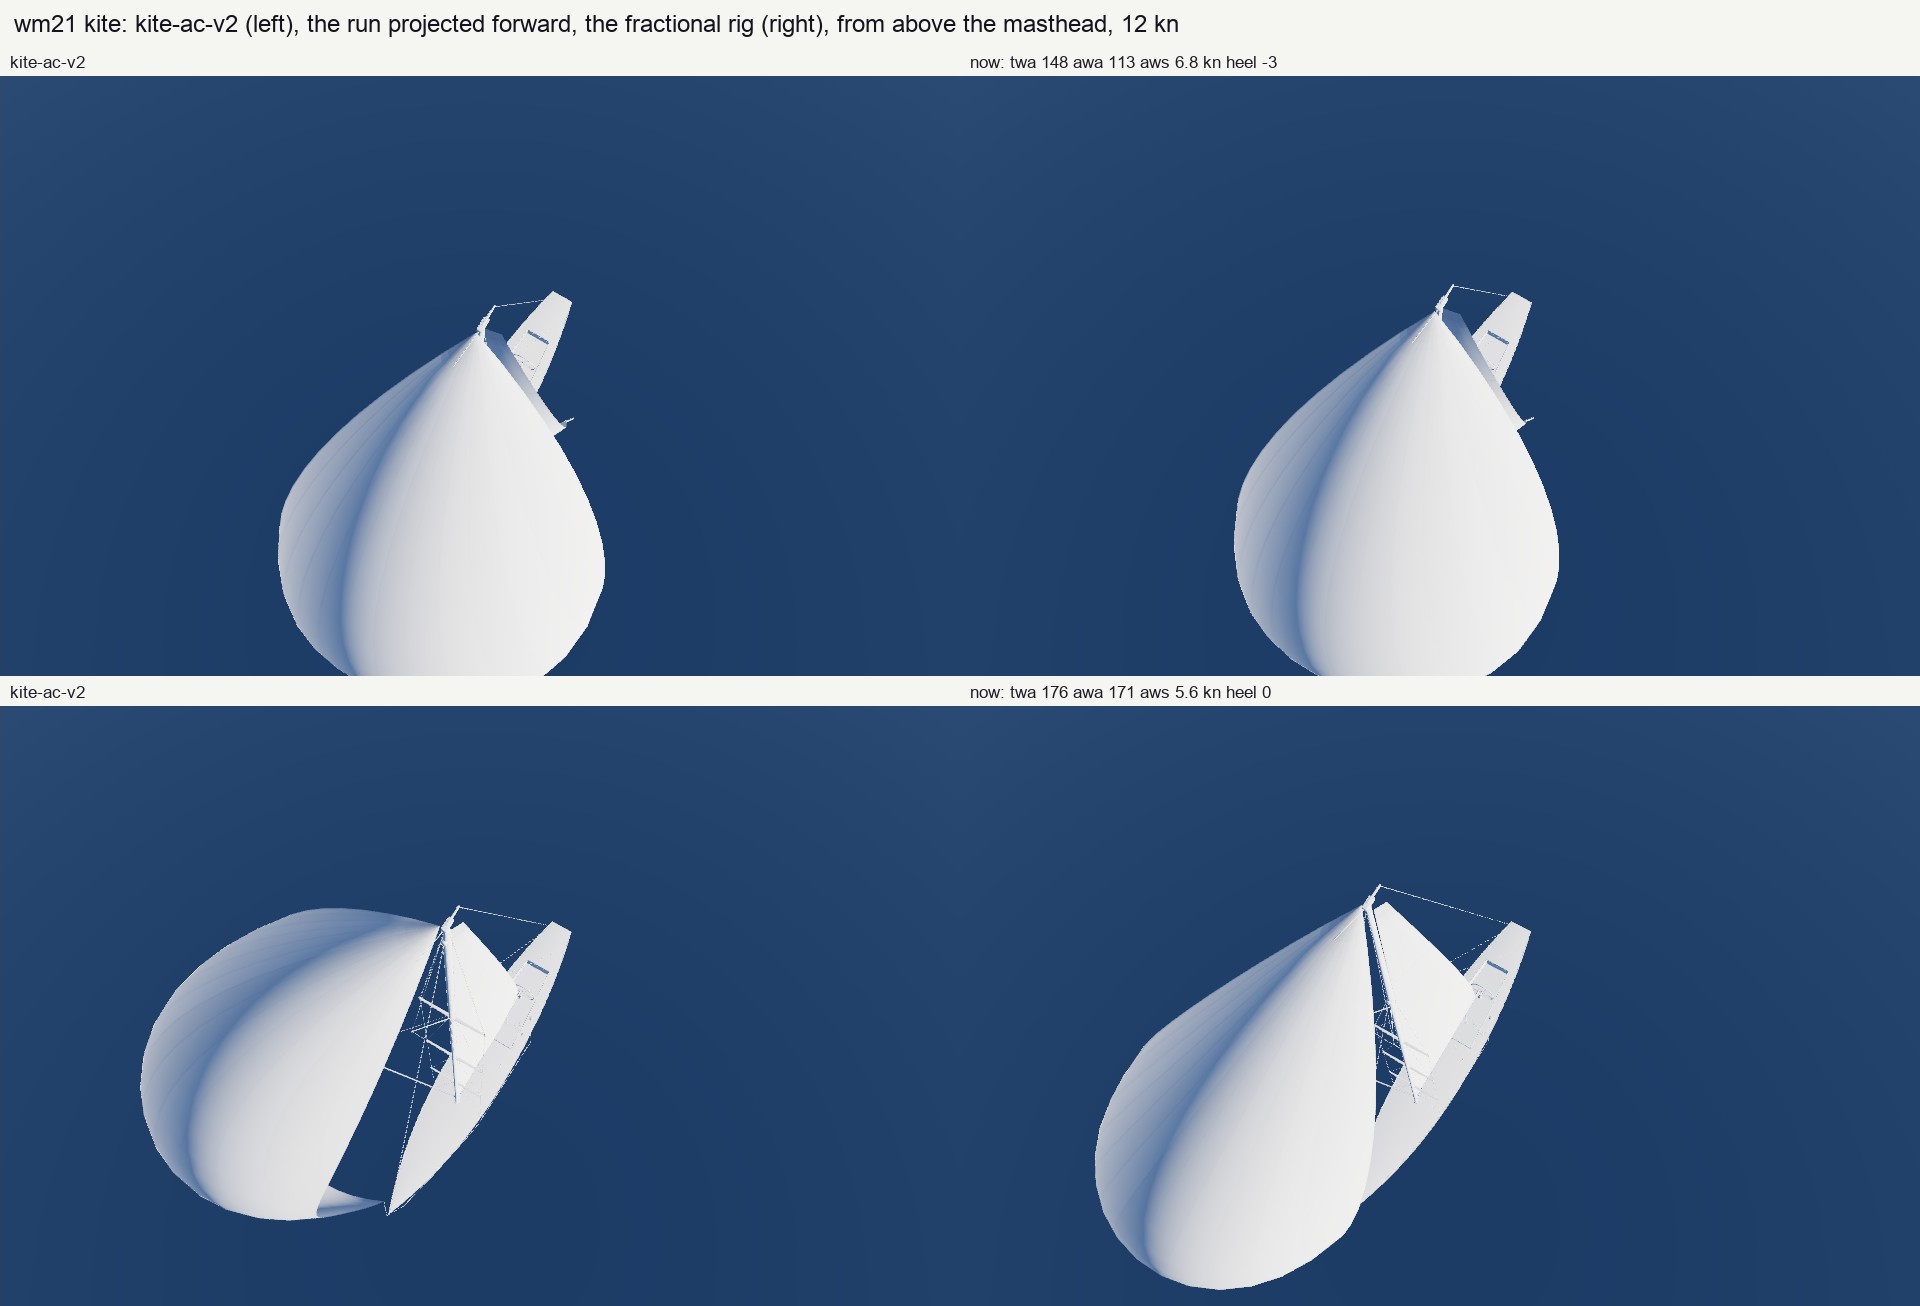 wm21 kite: kite-ac-v2 (left), the run projected forward, the fractional rig (right), from above the masthead, 12 kn
kite-ac-v2
now: twa 148 awa 113 aws 6.8 kn heel -3
kite-ac-v2
now: twa 176 awa 171 aws 5.6 kn heel 0